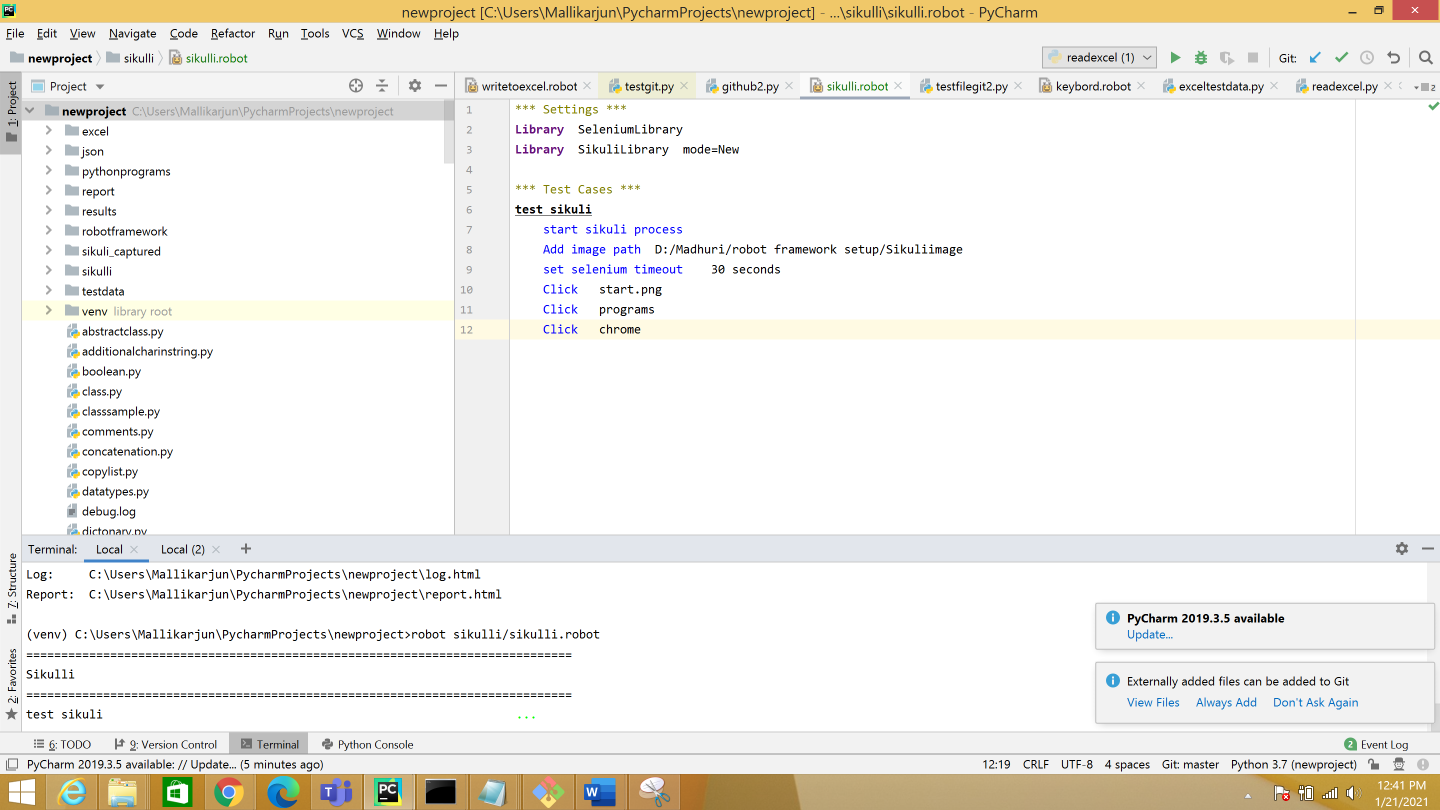 newproject [C:\Users\Mallikarjun\PycharmProjects\newproject] - ...\sikulli\sikulli.robot - PyCharm
File Edit View Navigate Code Refactor Run Tools VCS Window Help
newproject sikulli sikulli.robot
readexcel (1)
Git:
1: Project
Project
writetoexcel.robot testgit.py github2.py sikulli.robot testfilegit2.py keybord.robot exceltestdata.py readexcel.py 2
newproject C:\Users\Mallikarjun\PycharmProjects\newproject
excel
json
pythonprograms
report
results
robotframework
sikuli_captured
sikulli
testdata
venv library root
abstractclass.py
additionalcharinstring.py
boolean.py
class.py
classsample.py
comments.py
concatenation.py
copylist.py
datatypes.py
debug.log
dictonary.py
1 *** Settings ***
2 Library  SeleniumLibrary
3 Library  SikuliLibrary  mode=New
4
5 *** Test Cases ***
6 test sikuli
7     start sikuli process
8     Add image path  D:/Madhuri/robot framework setup/Sikuliimage
9     set selenium timeout    30 seconds
10     Click   start.png
11     Click   programs
12     Click   chrome
7: Structure
2: Favorites
Terminal: Local Local (2) +
Log:     C:\Users\Mallikarjun\PycharmProjects\newproject\log.html
Report:  C:\Users\Mallikarjun\PycharmProjects\newproject\report.html
(venv) C:\Users\Mallikarjun\PycharmProjects\newproject>robot sikulli/sikulli.robot
==============================================================================
Sikulli
==============================================================================
test sikuli ...
PyCharm 2019.3.5 available
Update...
Externally added files can be added to Git
View Files Always Add Don't Ask Again
6: TODO 9: Version Control Terminal Python Console 2 Event Log
PyCharm 2019.3.5 available: // Update... (5 minutes ago) 12:19 CRLF UTF-8 4 spaces Git: master Python 3.7 (newproject)
12:41 PM
1/21/2021